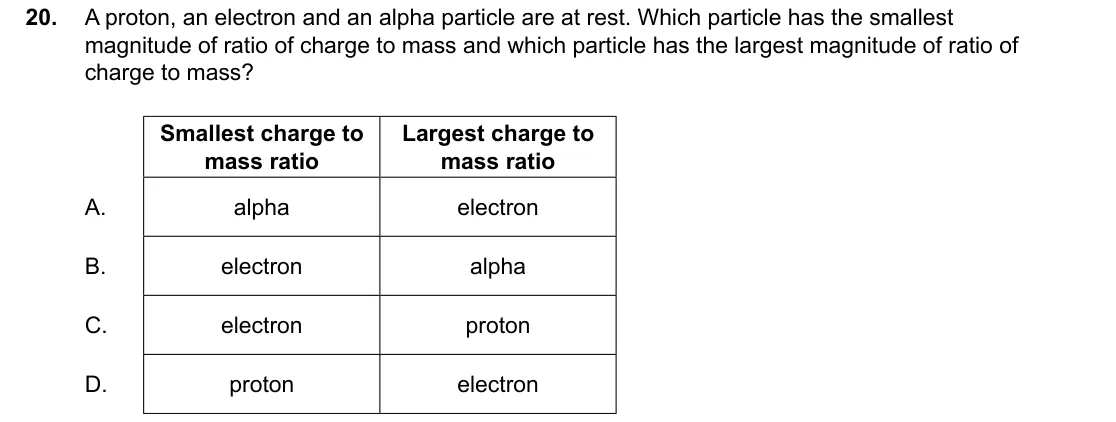 20. A proton, an electron and an alpha particle are at rest. Which particle has the smallest
magnitude of ratio of charge to mass and which particle has the largest magnitude of ratio of
charge to mass?
Smallest charge to mass ratio Largest charge to mass ratio
A. alpha electron
B. electron alpha
C. electron proton
D. proton electron